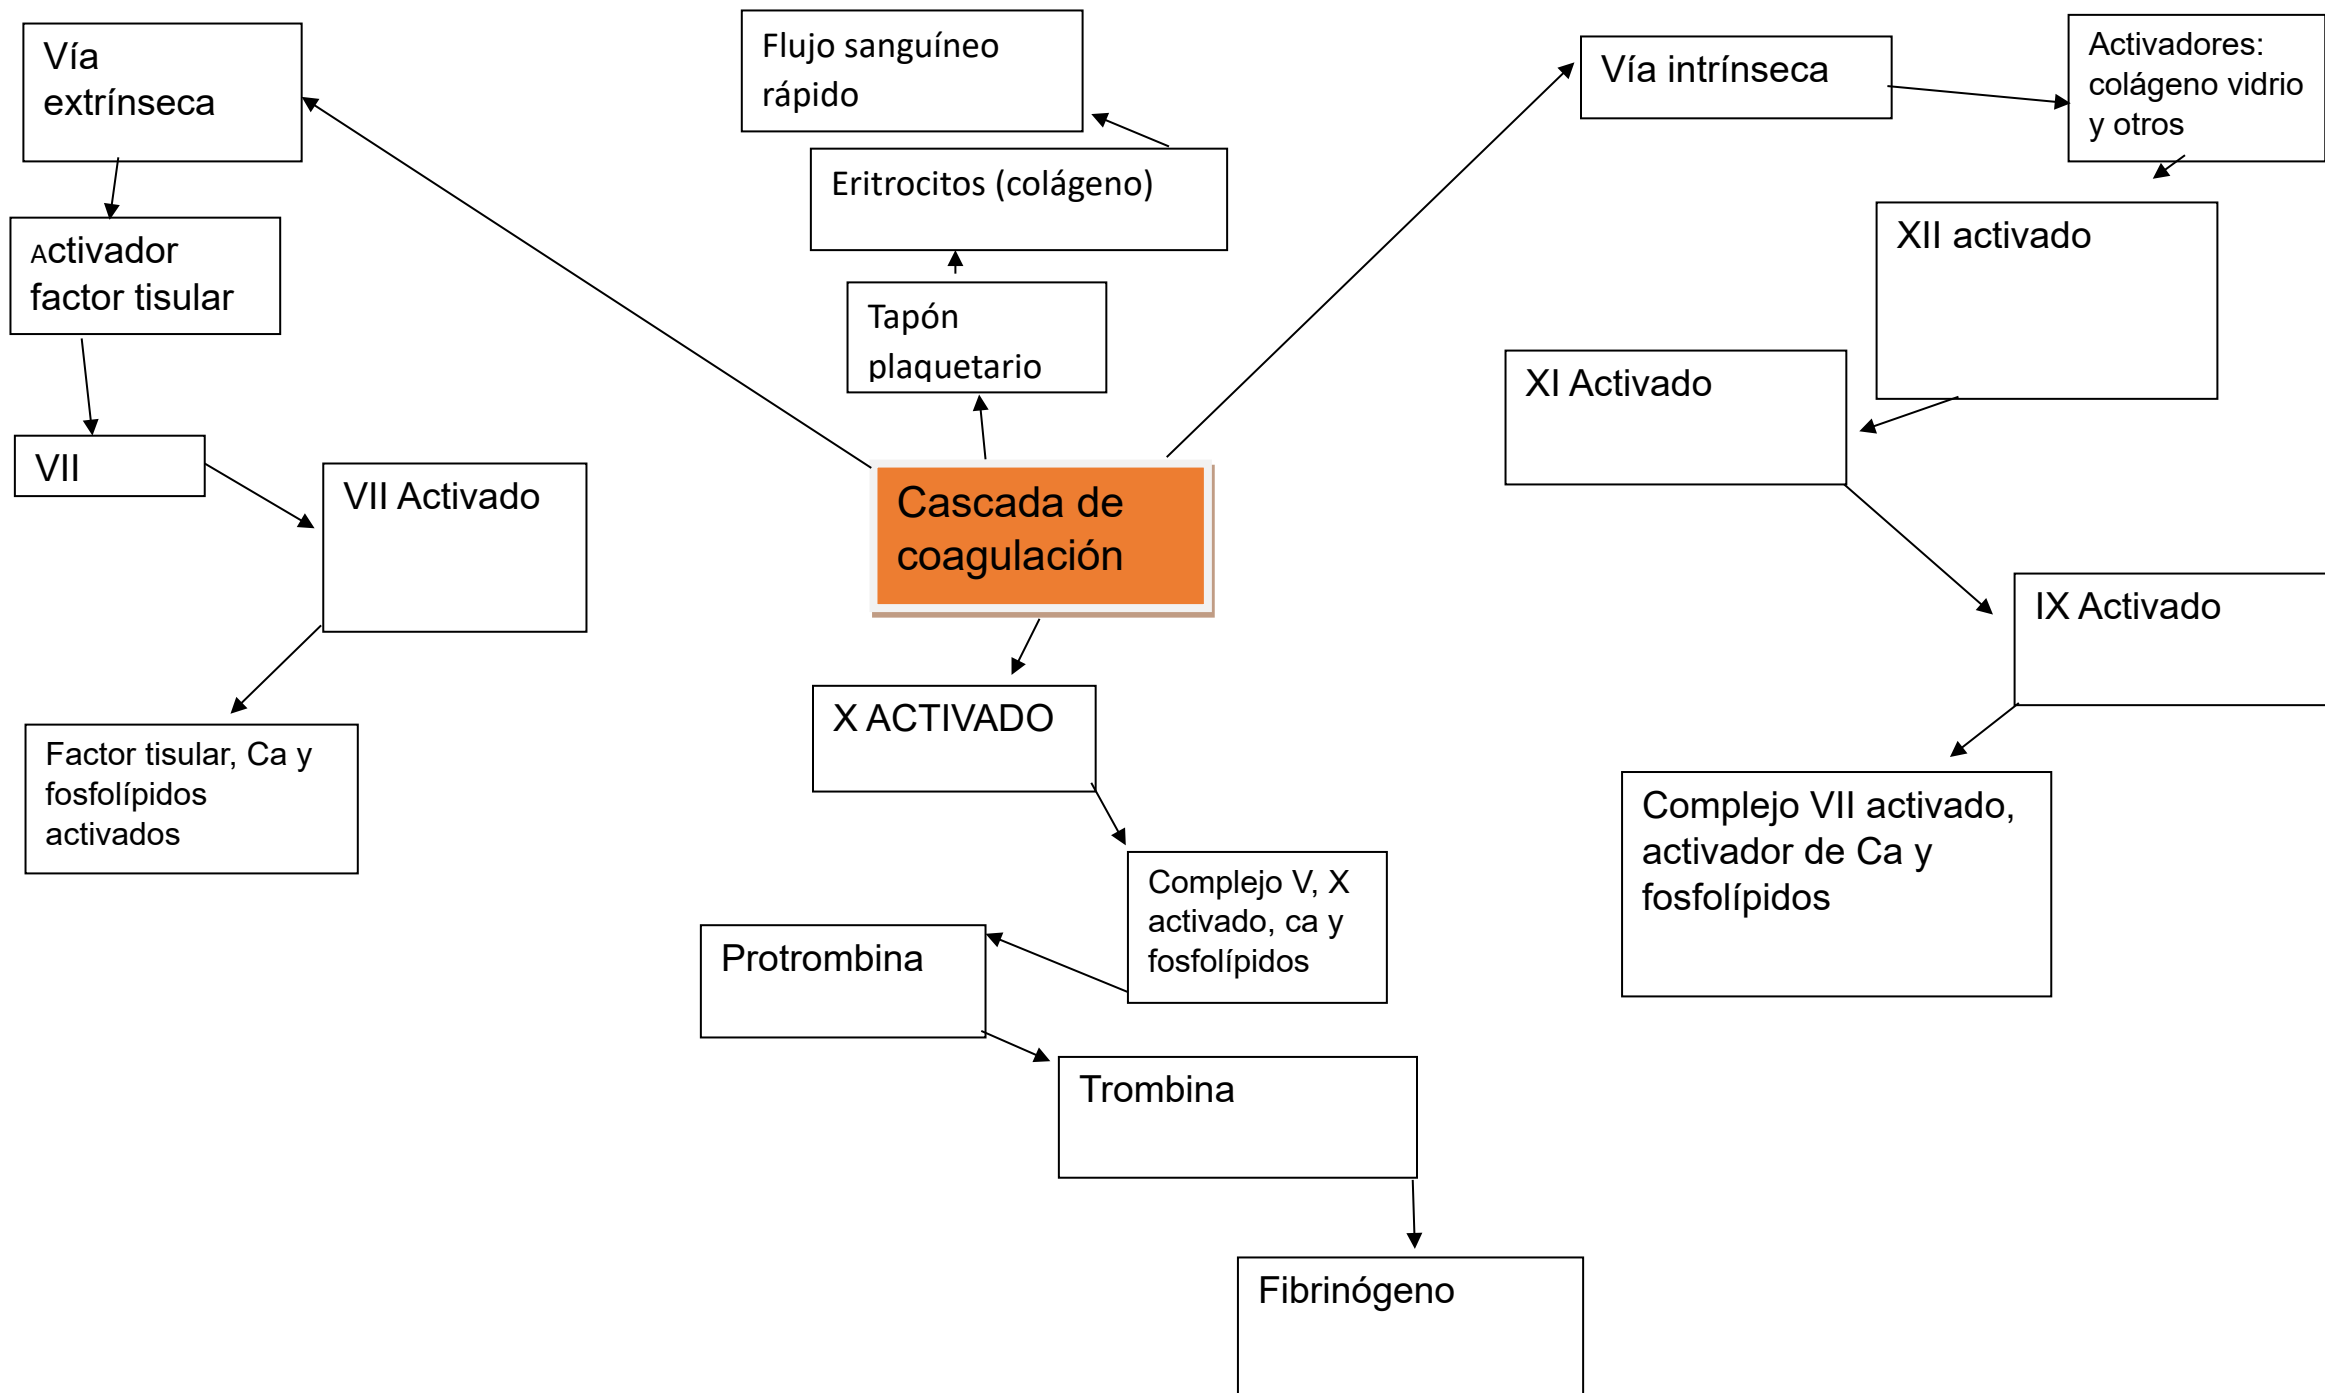 Vía
extrínseca
Flujo sanguíneo
rápido
Vía intrínseca
Activadores:
colágeno vidrio
y otros
Eritrocitos (colágeno)
Activador
factor tisular
XII activado
Tapón
plaquetario
XI Activado
VII
VII Activado
Cascada de
coagulación
IX Activado
X ACTIVADO
Factor tisular, Ca y
fosfolípidos
activados
Complejo VII activado,
activador de Ca y
fosfolípidos
Complejo V, X
activado, ca y
fosfolípidos
Protrombina
Trombina
Fibrinógeno